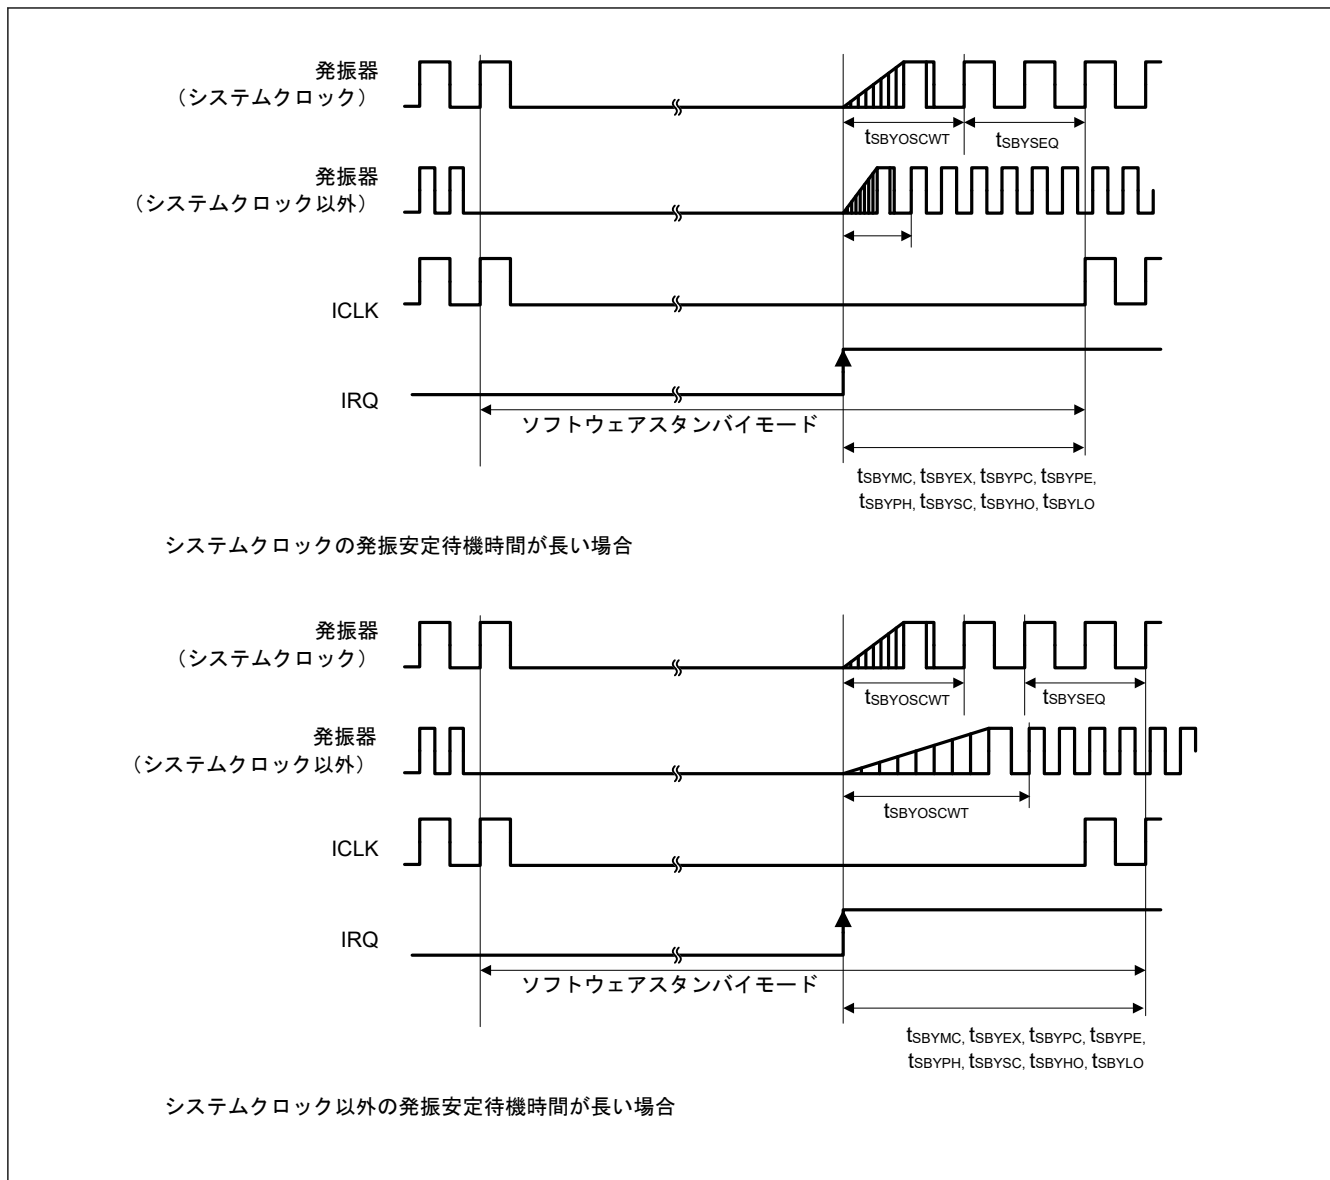 発振器
（システムクロック）
tSBYOSCWT
tSBYSEQ
発振器
（システムクロック以外）
ICLK
IRQ
ソフトウェアスタンバイモード
tSBYMC, tSBYEX, tSBYPC, tSBYPE,
tSBYPH, tSBYSC, tSBYHO, tSBYLO
システムクロックの発振安定待機時間が長い場合
発振器
（システムクロック）
tSBYOSCWT
tSBYSEQ
発振器
（システムクロック以外）
tSBYOSCWT
ICLK
IRQ
ソフトウェアスタンバイモード
tSBYMC, tSBYEX, tSBYPC, tSBYPE,
tSBYPH, tSBYSC, tSBYHO, tSBYLO
システムクロック以外の発振安定待機時間が長い場合